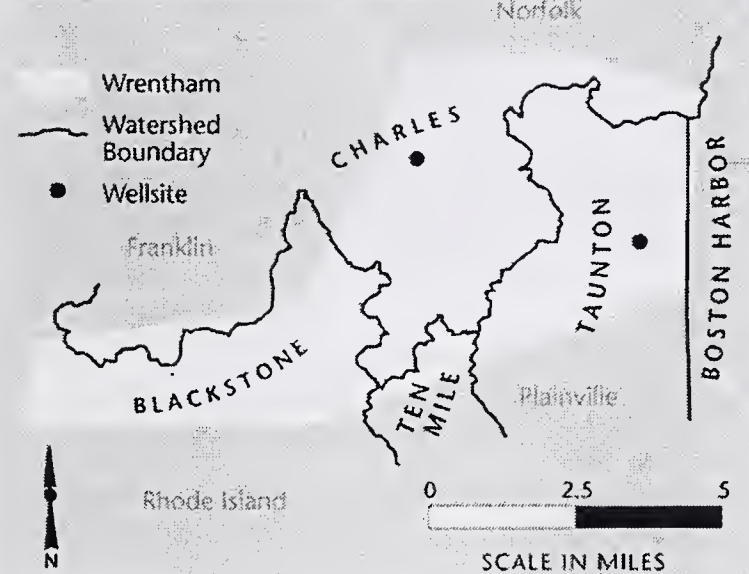 Norfolk
Wrentham
Watershed
Boundary
Wellsite
CHARLES
Franklin
TAUNTON
BOSTON HARBOR
BLACKSTONE
TEN
MILE
Plainville
Rhode Island
0 2.5 5
SCALE IN MILES
N